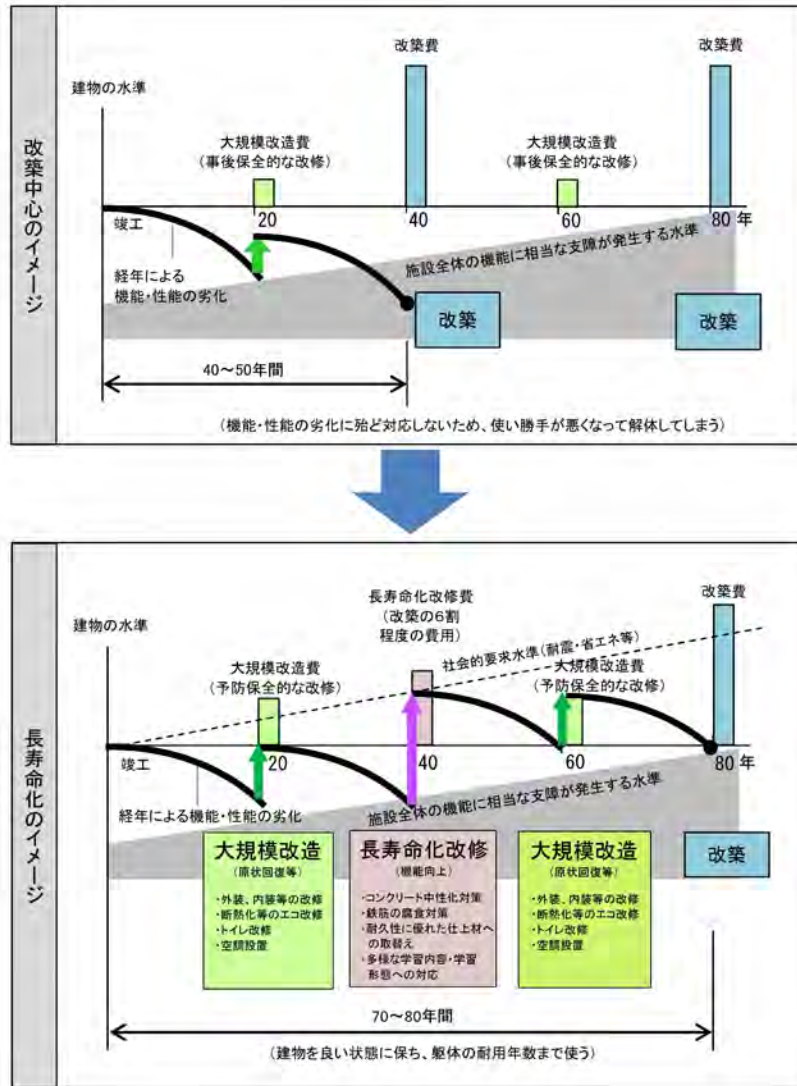 改築中心のイメージ
改築費
改築費
建物の水準
大規模改造費
(事後保全的な改修)
大規模改造費
(事後保全的な改修)
竣工
20
40
60
80 年
経年による
機能・性能の劣化
施設全体の機能に相当な支障が発生する水準
改築
改築
40～50年間
(機能・性能の劣化に殆ど対応しないため、使い勝手が悪くなって解体してしまう)
長寿命化のイメージ
長寿命化改修費
(改築の6割
程度の費用)
改築費
建物の水準
社会的要求水準(耐震・省エネ等)
大規模改造費
(予防保全的な改修)
大規模改造費
(予防保全的な改修)
竣工
20
40
60
80 年
経年による機能・性能の劣化
施設全体の機能に相当な支障が発生する水準
大規模改造
(原状回復等)
・外装、内装等の改修
・断熱化等のエコ改修
・トイレ改修
・空調設置
長寿命化改修
(機能向上)
・コンクリート中性化対策
・鉄筋の腐食対策
・耐久性に優れた仕上材へ
の取替え
・多様な学習内容・学習
形態への対応
大規模改造
(原状回復等)
・外装、内装等の改修
・断熱化等のエコ改修
・トイレ改修
・空調設置
改築
70～80年間
(建物を良い状態に保ち、躯体の耐用年数まで使う)